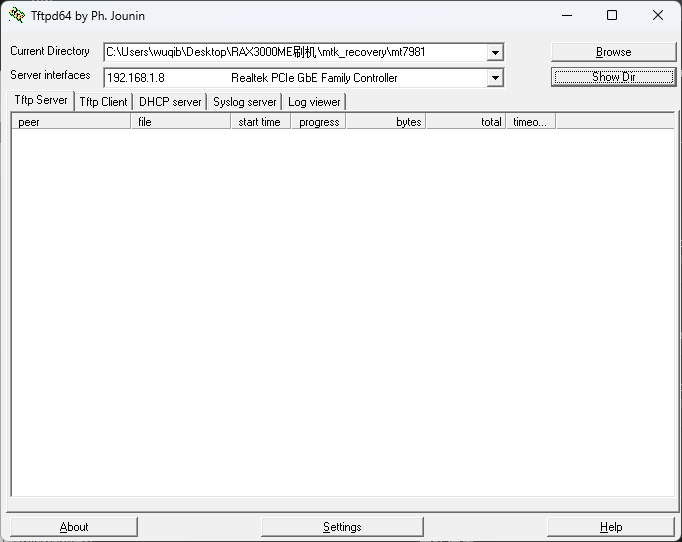 Tftpd64 by Ph. Jounin
Current Directory C:\Users\wuqib\Desktop\RAX3000ME刷机\mtk_recovery\mt7981 Browse
Server interfaces 192.168.1.8 Realtek PCIe GbE Family Controller Show Dir
Tftp Server Tftp Client DHCP server Syslog server Log viewer
peer file start time progress bytes total timeo...
About Settings Help